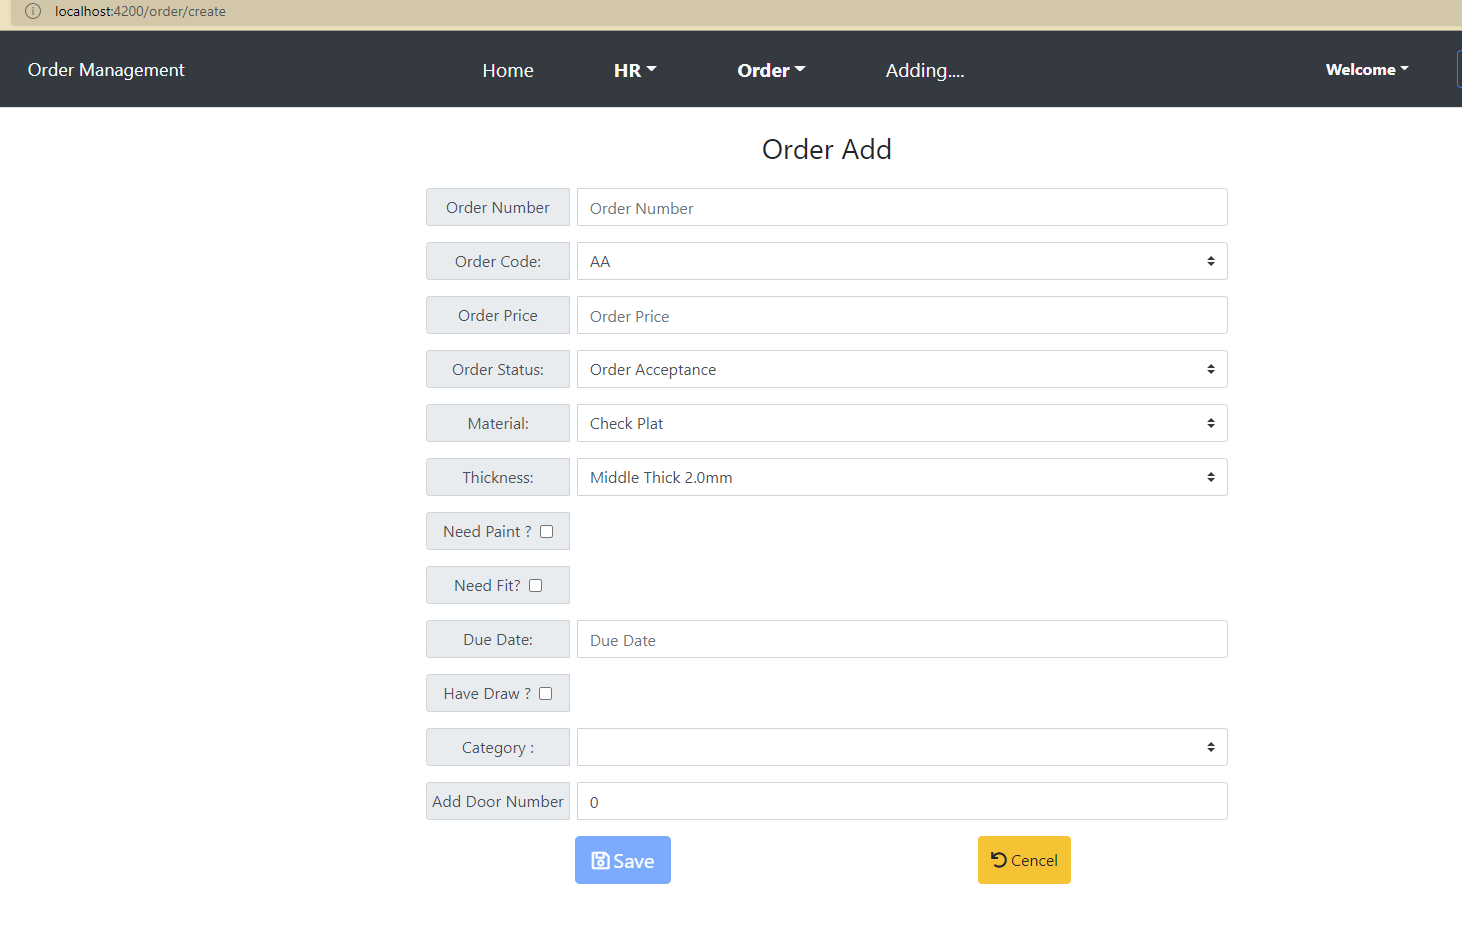 localhost:4200/order/create
Order Management Home HR Order Adding.... Welcome
Order Add
Order Number Order Number
Order Code: AA
Order Price Order Price
Order Status: Order Acceptance
Material: Check Plat
Thickness: Middle Thick 2.0mm
Need Paint ?
Need Fit?
Due Date: Due Date
Have Draw ?
Category :
Add Door Number 0
Save Cencel